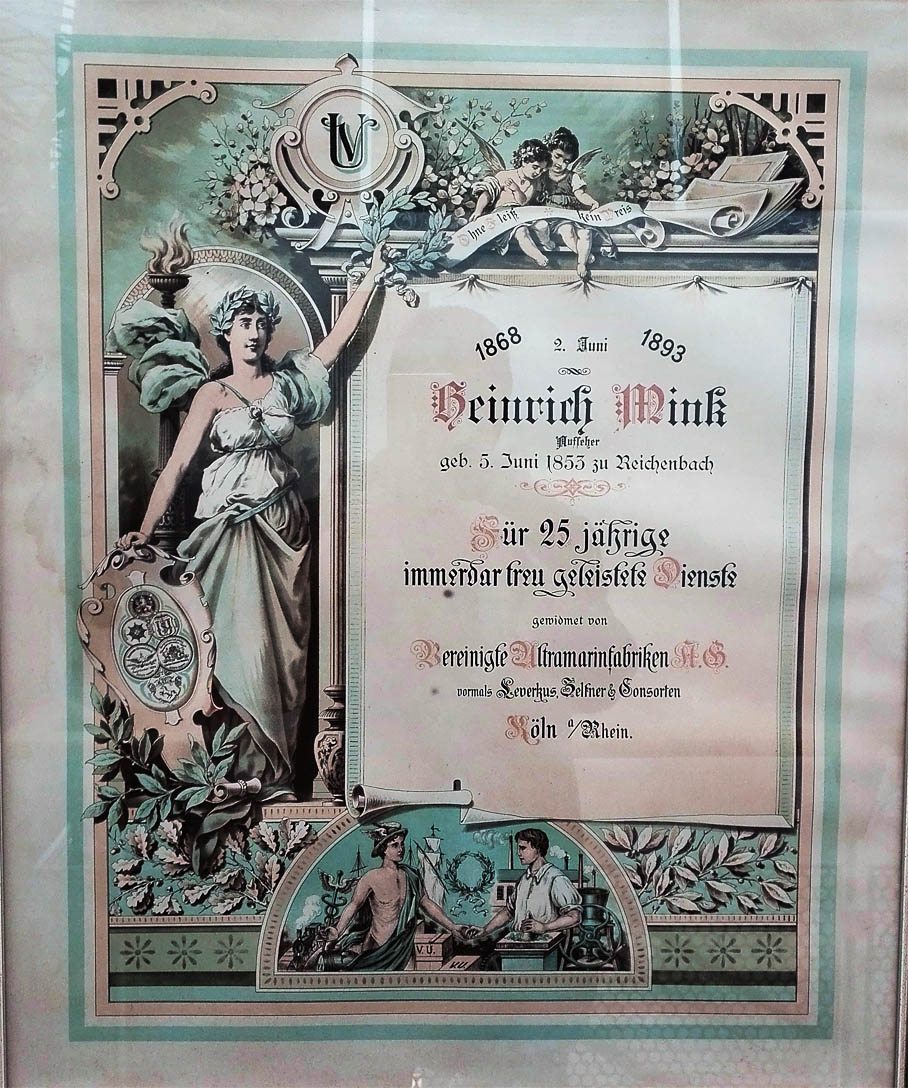 VU
Ohne Fleiß Kein Preis
1868 2. Juni 1893
Heinrich Mink
Aufseher
geb. 5. Juni 1853 zu Reichenbach
Für 25 jährige
immerdar treu geleistete Dienste
gewidmet von
Vereinigte Ultramarinfabriken A.G.
vormals Leverkus, Zeltner & Consorten
Köln a/Rhein.
V.U.
V.U.